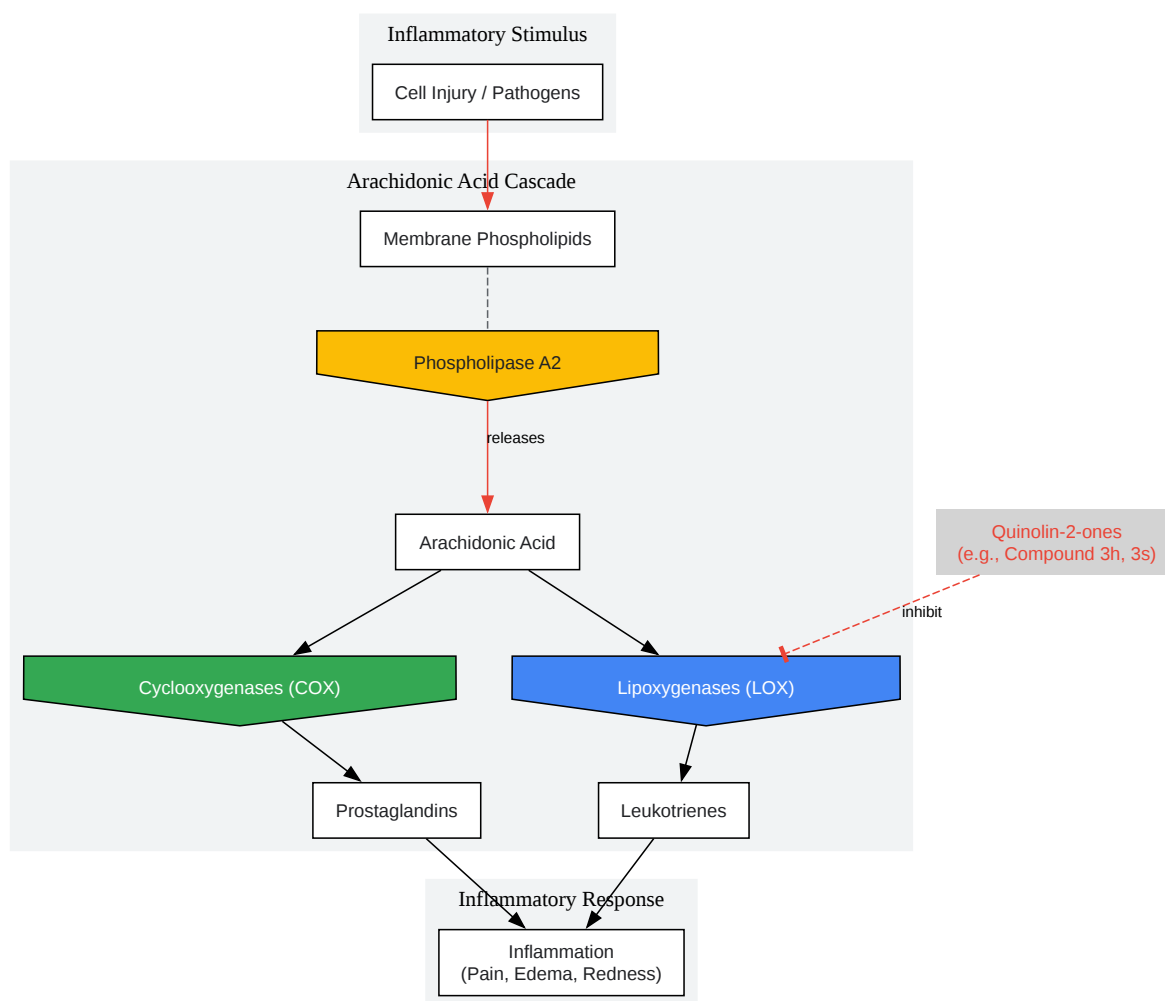 Inflammatory Stimulus
Cell Injury / Pathogens
Arachidonic Acid Cascade
Membrane Phospholipids
Phospholipase A2
releases
Arachidonic Acid
Quinolin-2-ones
(e.g., Compound 3h, 3s)
inhibit
Cyclooxygenases (COX)
Lipoxygenases (LOX)
Prostaglandins
Leukotrienes
Inflammatory Response
Inflammation
(Pain, Edema, Redness)